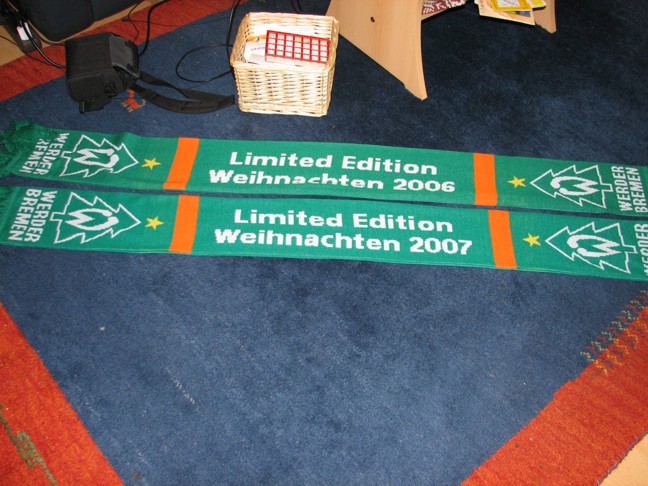 WERDER
BREMEN
W
Limited Edition
Weihnachten 2006
W
WERDER
BREMEN
WERDER
BREMEN
W
Limited Edition
Weihnachten 2007
W
WERDER
BREMEN